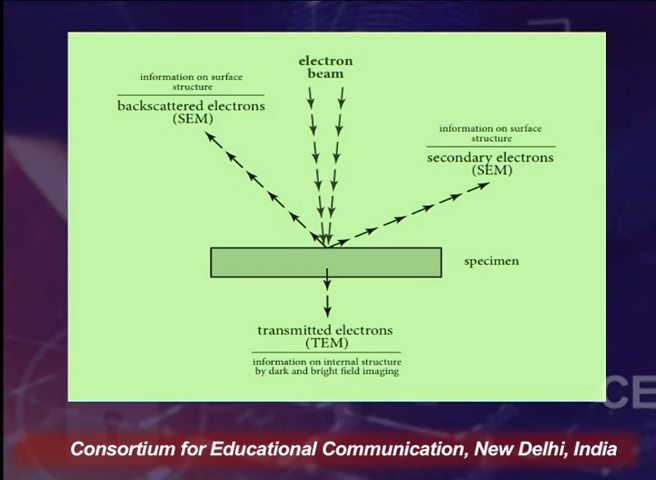 electron
beam
information on surface
structure
backscattered electrons
(SEM)
information on surface
structure
secondary electrons
(SEM)
specimen
transmitted electrons
(TEM)
information on internal structure
by dark and bright field imaging
CE
Consortium for Educational Communication, New Delhi, India